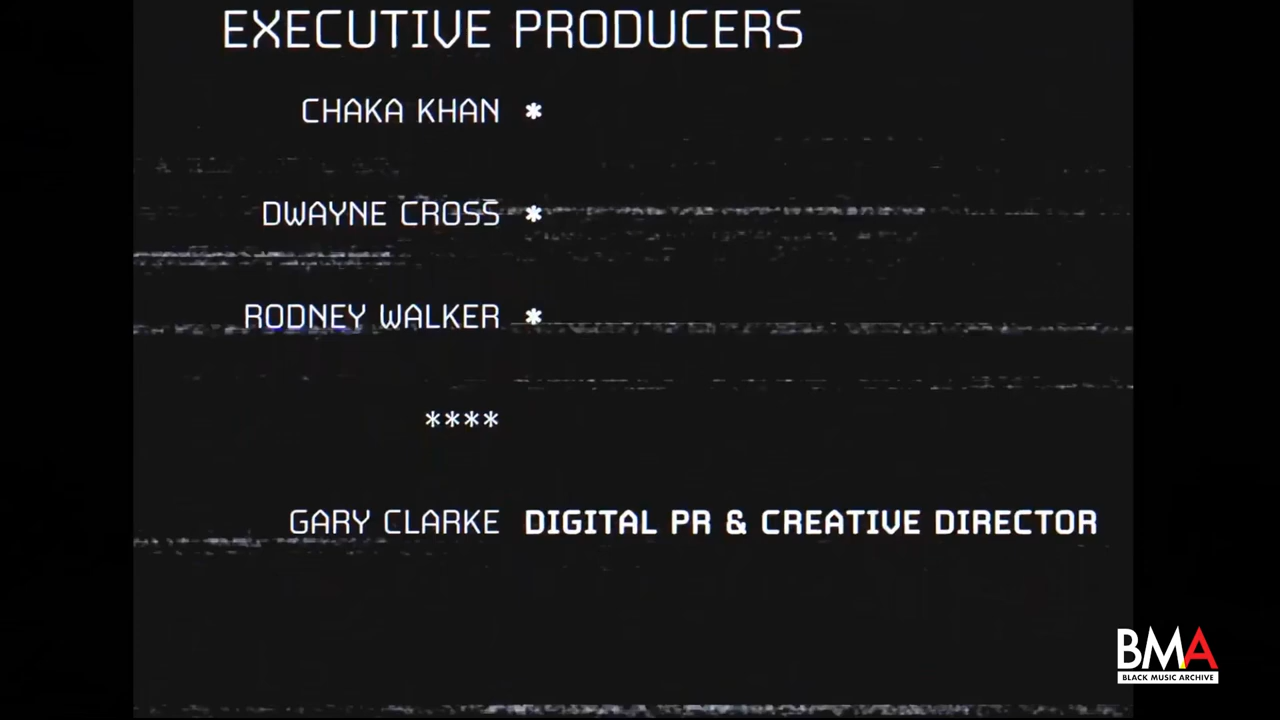 EXECUTIVE PRODUCERS
CHAKA KHAN *
DWAYNE CROSS *
RODNEY WALKER *
****
GARY CLARKE DIGITAL PR & CREATIVE DIRECTOR
BMA
BLACK MUSIC ARCHIVE